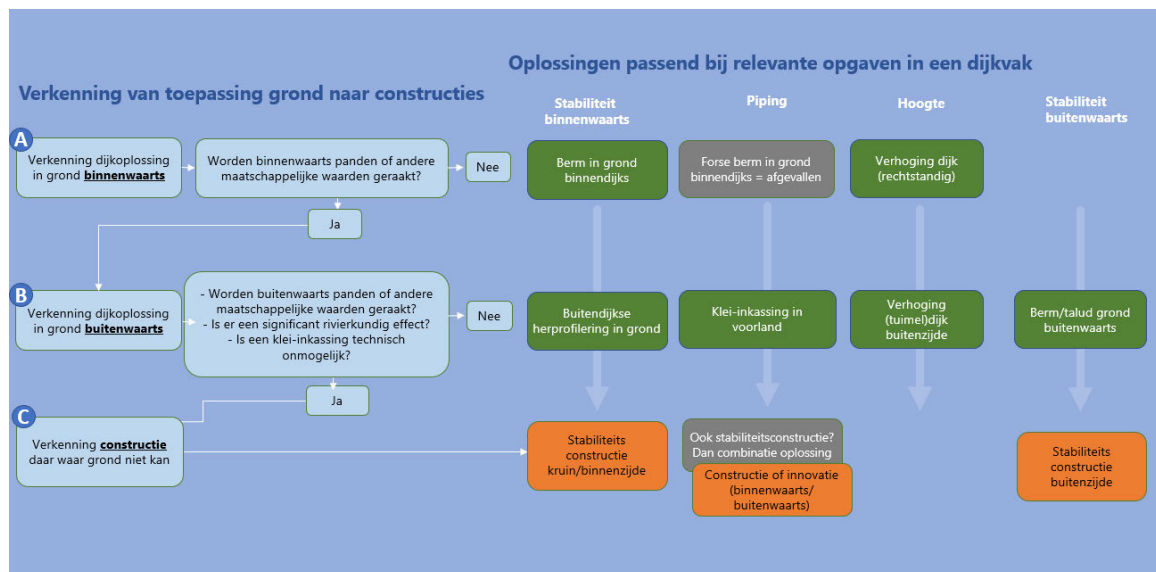 Oplossingen passend bij relevante opgaven in een dijkvak
Verkenning van toepassing grond naar constructies
Stabiliteit
binnenwaarts
Piping
Hoogte
Stabiliteit
buitenwaarts
A
Verkenning dijkoplossing
in grond binnenwaarts
Worden binnenwaarts panden of andere
maatschappelijke waarden geraakt?
Nee
Berm in grond
binnendijks
Forse berm in grond
binnendijks = afgevallen
Verhoging dijk
(rechtstandig)
Ja
B
Verkenning dijkoplossing
in grond buitenwaarts
- Worden buitenwaarts panden of andere
maatschappelijke waarden geraakt?
- Is er een significant rivierkundig effect?
- Is een klei-inkassing technisch
onmogelijk?
Nee
Buitendijkse
herprofilering in grond
Klei-inkassing in
voorland
Verhoging
(tuimel)dijk
buitenzijde
Berm/talud grond
buitenwaarts
Ja
C
Verkenning constructie
daar waar grond niet kan
Stabiliteits
constructie
kruin/binnenzijde
Ook stabiliteitsconstructie?
Dan combinatie oplossing
Constructie of innovatie
(binnenwaarts/
buitenwaarts)
Stabiliteits
constructie
buitenzijde